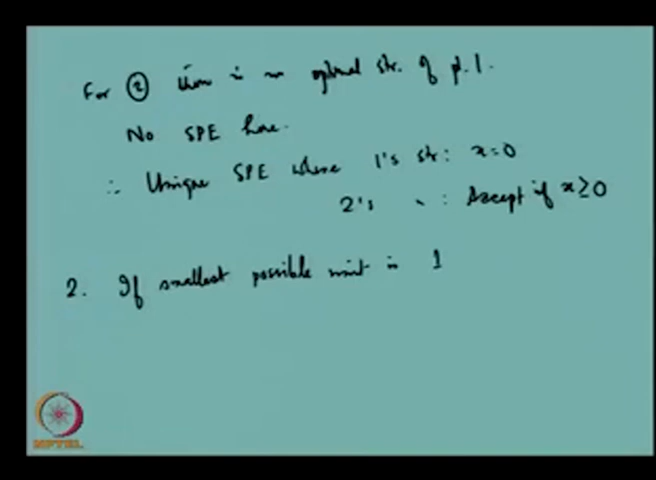 For ② there is no optimal str. of pl. 1.
No SPE here.
∴ Unique SPE where 1's str: x=0
2's " : Accept if x≥0
2. If smallest possible unit is 1
NPTEL